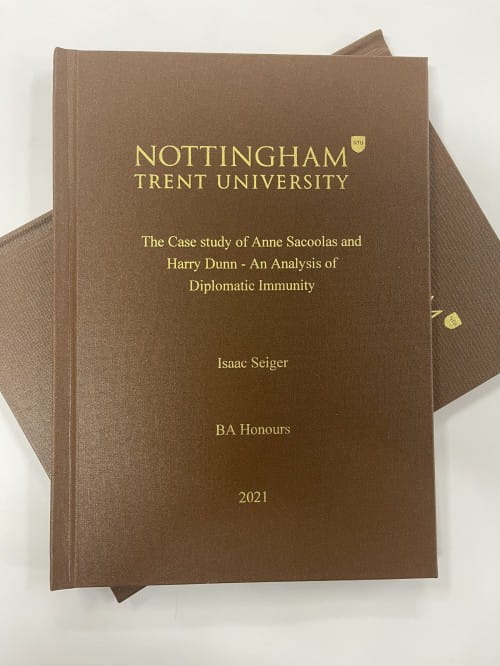 NOTTINGHAM
NTU
TRENT UNIVERSITY
The Case study of Anne Sacoolas and
Harry Dunn - An Analysis of
Diplomatic Immunity
Isaac Seiger
BA Honours
2021